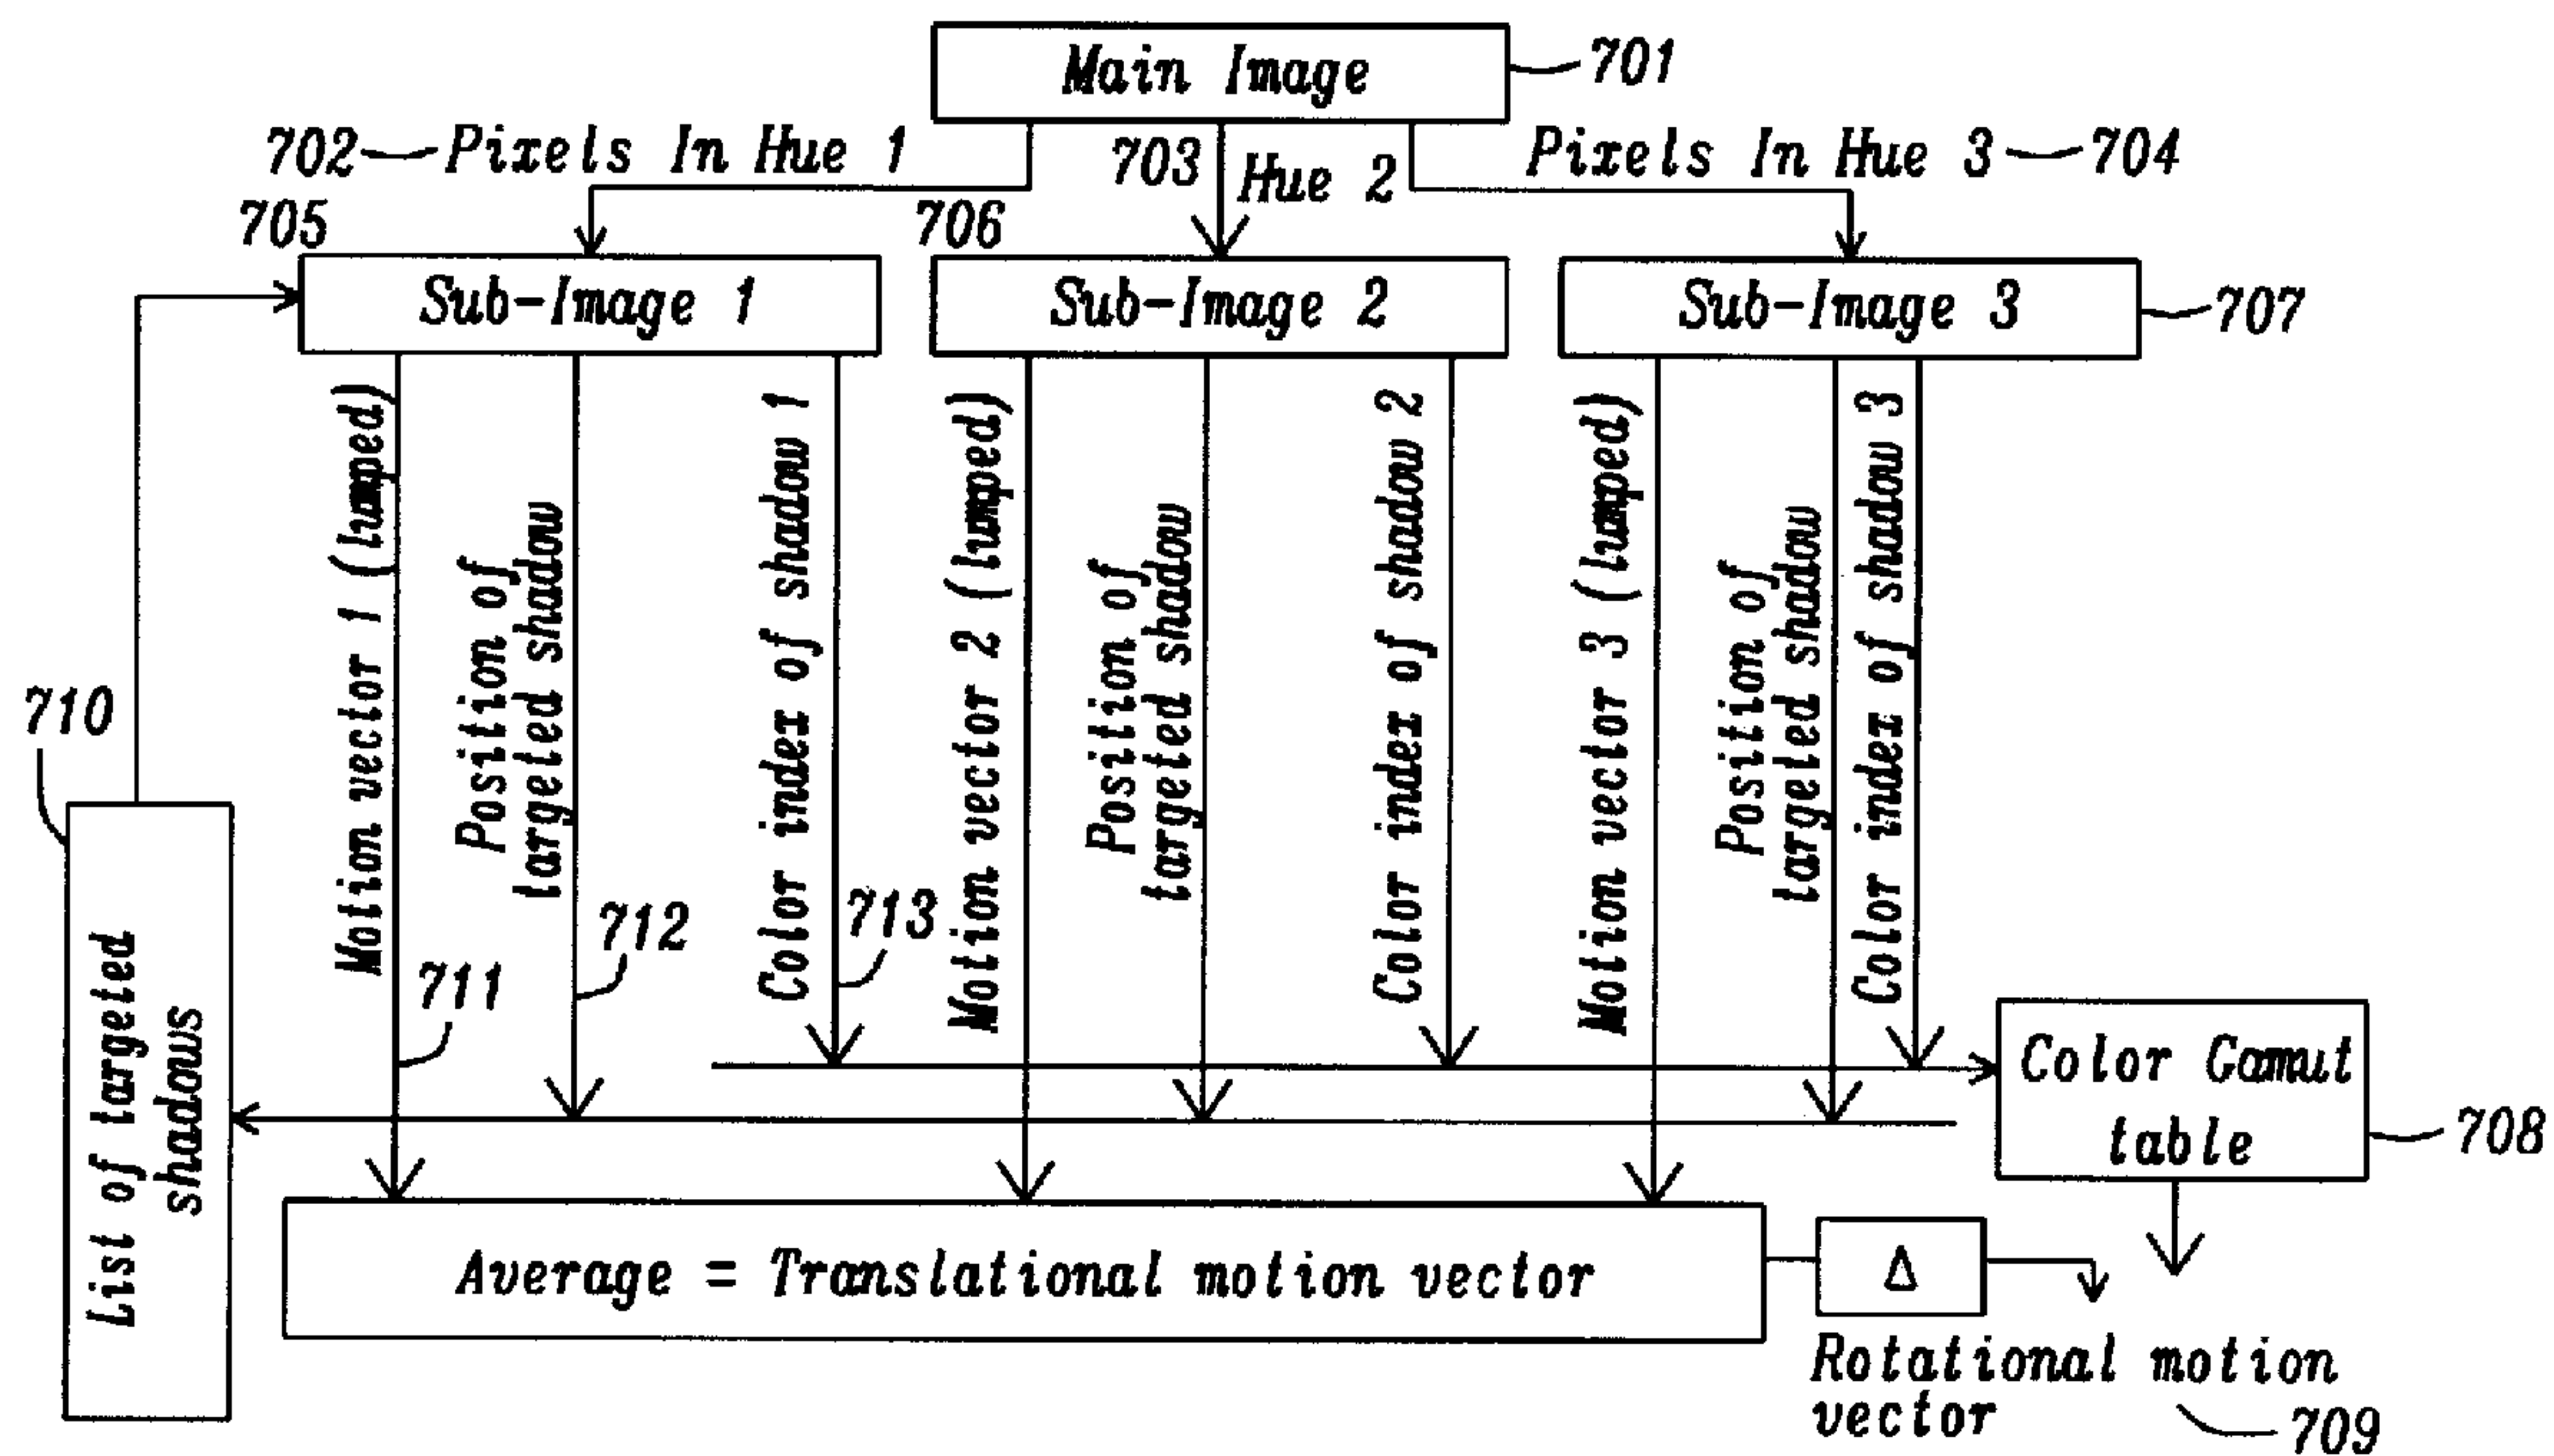 Main Image
701
702
Pixels In Hue 1
703
Hue 2
Pixels In Hue 3
704
705
706
Sub-Image 1
Sub-Image 2
Sub-Image 3
707
Motion vector 1 (lumped)
Position of
targeted shadow
Color index of shadow 1
Motion vector 2 (lumped)
Position of
targeted shadow
Color index of shadow 2
Motion vector 3 (lumped)
Position of
targeted shadow
Color index of shadow 3
710
711
712
713
List of targeted
shadows
Color Gamut
table
708
Average = Translational motion vector
Δ
Rotational motion
vector
709